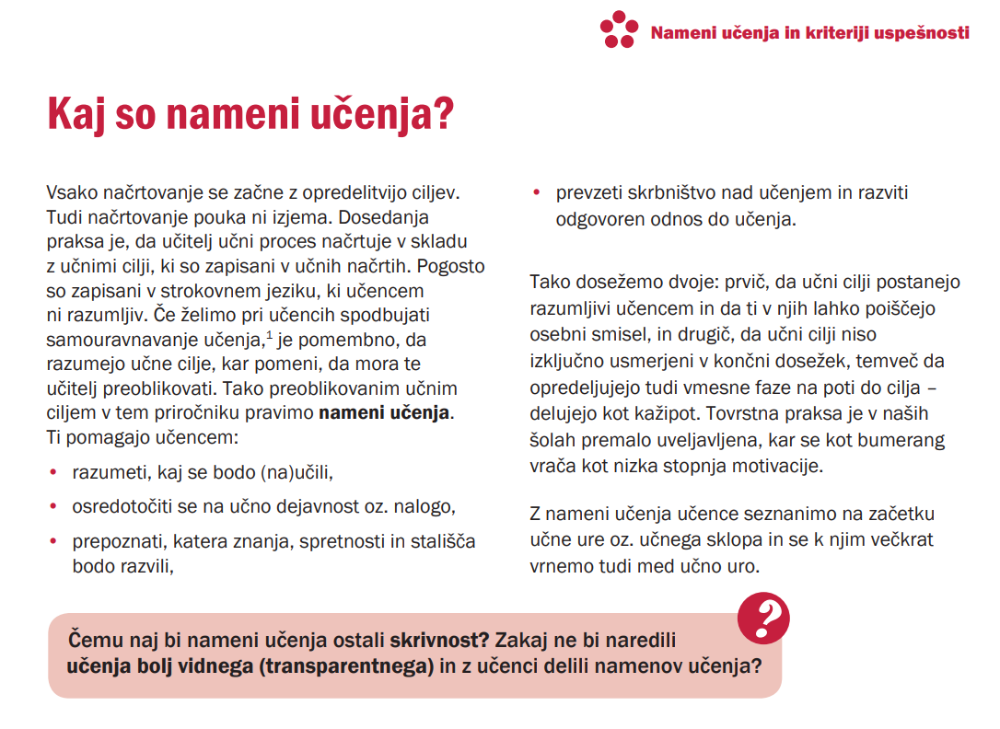 Nameni učenja in kriteriji uspešnosti
Kaj so nameni učenja?
Vsako načrtovanje se začne z opredelitvijo ciljev.
Tudi načrtovanje pouka ni izjema. Dosedanja
praksa je, da učitelj učni proces načrtuje v skladu
z učnimi cilji, ki so zapisani v učnih načrtih. Pogosto
so zapisani v strokovnem jeziku, ki učencem
ni razumljiv. Če želimo pri učencih spodbujati
samouravnavanje učenja,¹ je pomembno, da
razumejo učne cilje, kar pomeni, da mora te
učitelj preoblikovati. Tako preoblikovanim učnim
ciljem v tem priročniku pravimo nameni učenja.
Ti pomagajo učencem:
• razumeti, kaj se bodo (na)učili,
• osredotočiti se na učno dejavnost oz. nalogo,
• prepoznati, katera znanja, spretnosti in stališča
bodo razvili,
• prevzeti skrbništvo nad učenjem in razviti
odgovoren odnos do učenja.
Tako dosežemo dvoje: prvič, da učni cilji postanejo
razumljivi učencem in da ti v njih lahko poiščejo
osebni smisel, in drugič, da učni cilji niso
izključno usmerjeni v končni dosežek, temveč da
opredeljujejo tudi vmesne faze na poti do cilja –
delujejo kot kažipot. Tovrstna praksa je v naših
šolah premalo uveljavljena, kar se kot bumerang
vrača kot nizka stopnja motivacije.
Z nameni učenja učence seznanimo na začetku
učne ure oz. učnega sklopa in se k njim večkrat
vrnemo tudi med učno uro.
?
Čemu naj bi nameni učenja ostali skrivnost? Zakaj ne bi naredili
učenja bolj vidnega (transparentnega) in z učenci delili namenov učenja?